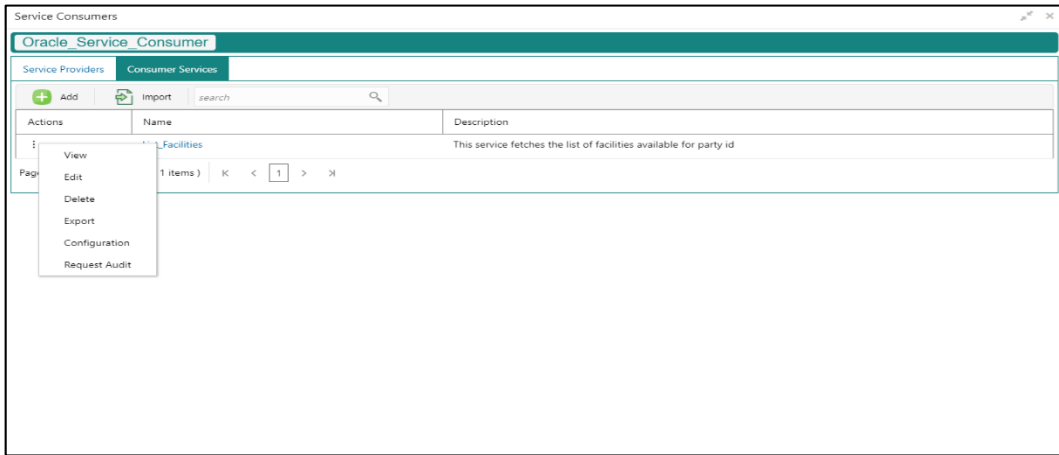 Service Consumers
Oracle_Service_Consumer
Service Providers Consumer Services
Add Import search
Actions Name Description
Facilities This service fetches the list of facilities available for party id
View
1 items ) K < 1 > >|
Edit
Delete
Export
Configuration
Request Audit